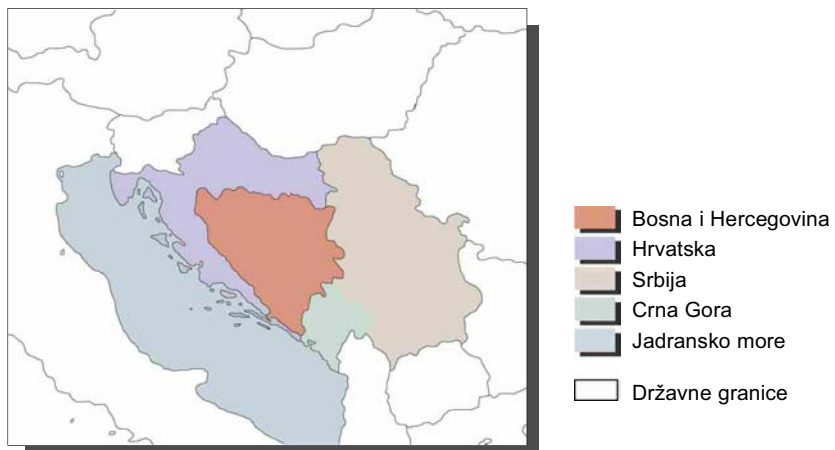 Bosna i Hercegovina
Hrvatska
Srbija
Crna Gora
Jadransko more
Državne granice